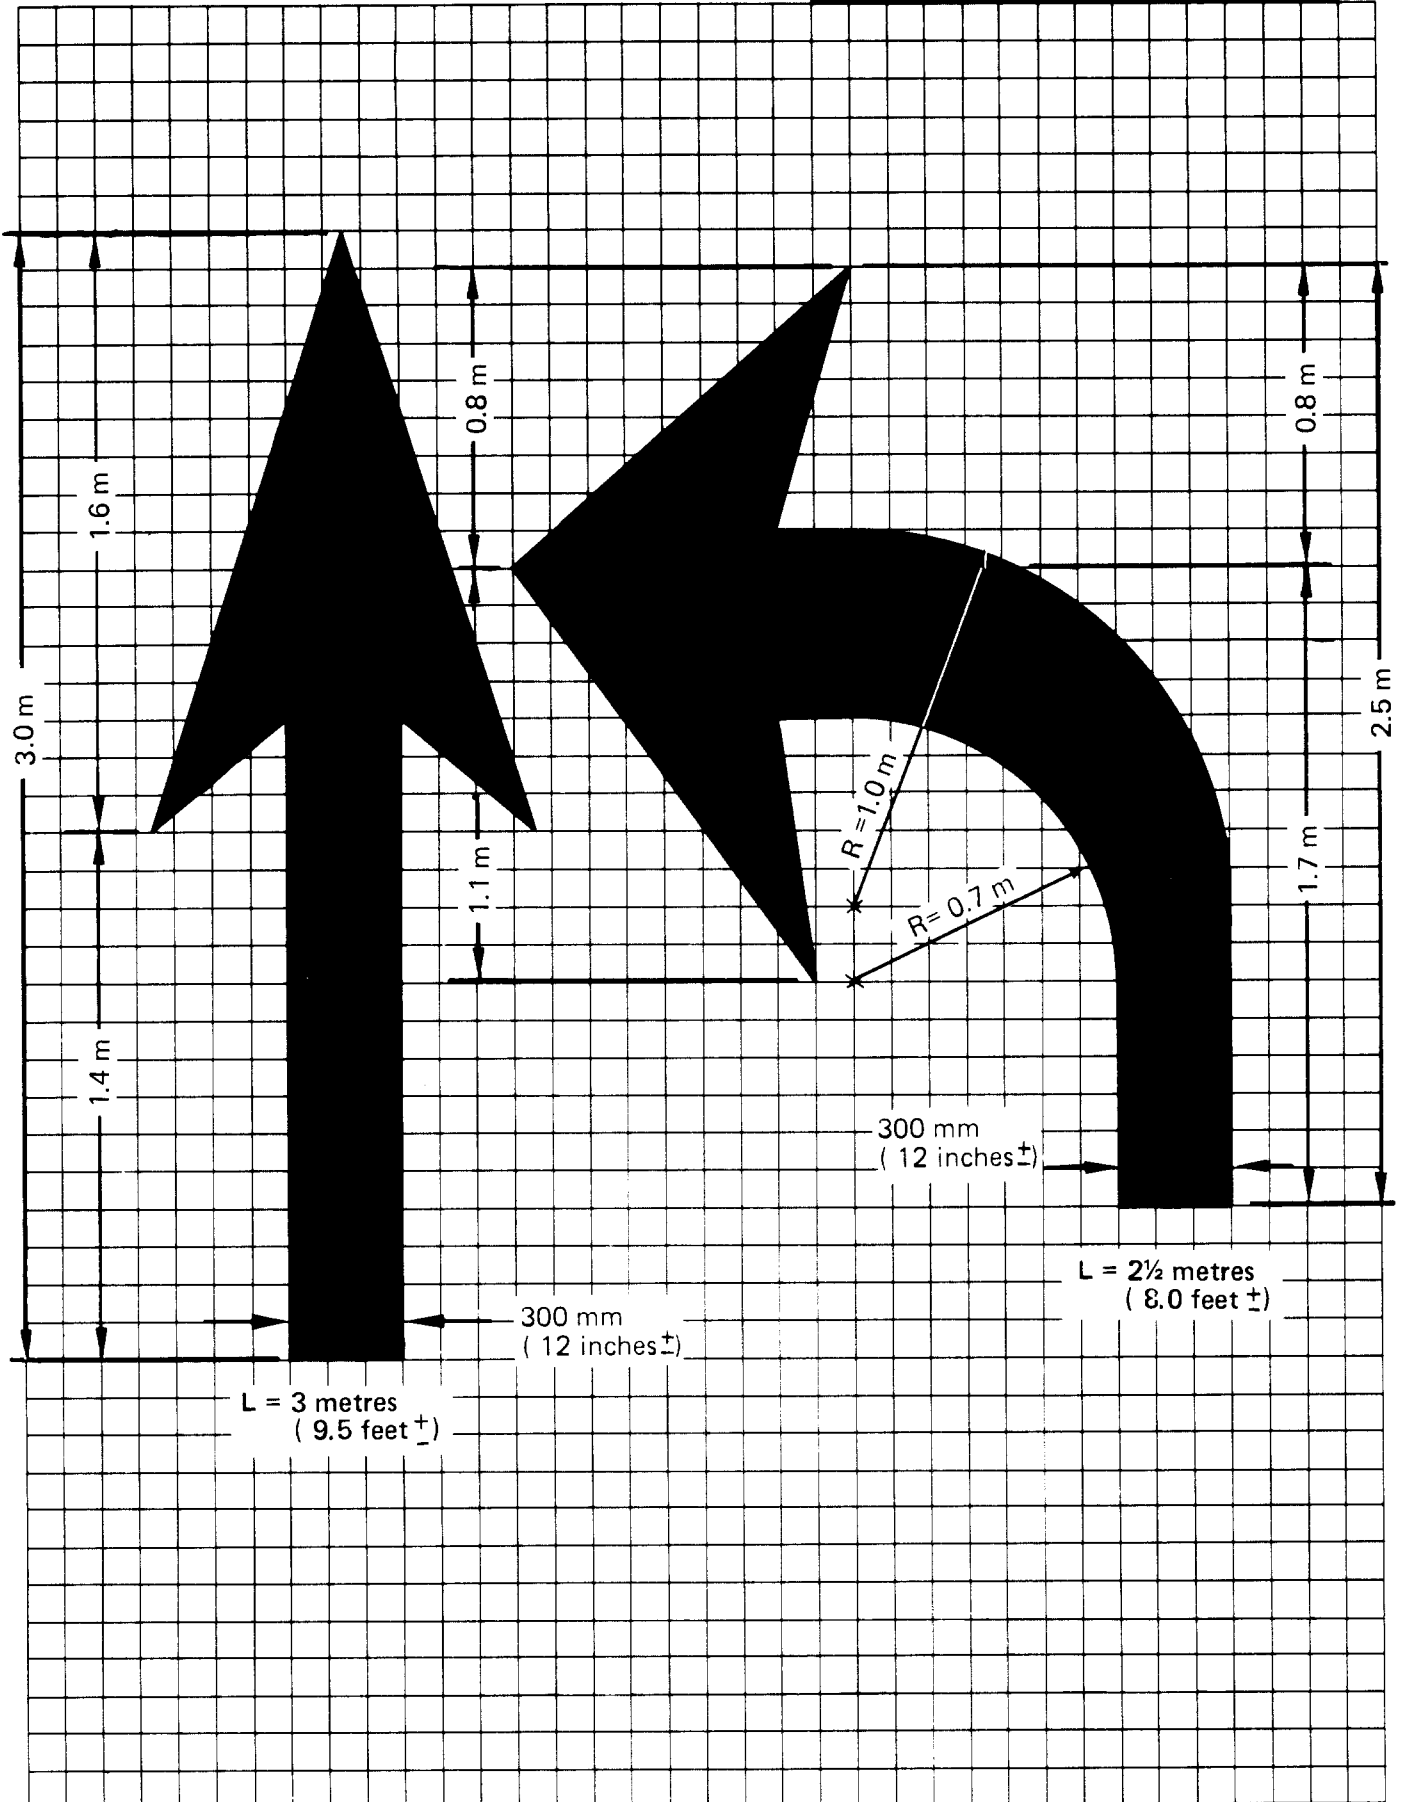 0.8 m
0.8 m
1.6 m
3.0 m
2.5 m
R = 1.0 m
1.7 m
1.1 m
R = 0.7 m
1.4 m
300 mm
( 12 inches ±)
L = 2½ metres
( 8.0 feet ±)
300 mm
( 12 inches ±)
L = 3 metres
( 9.5 feet ±)